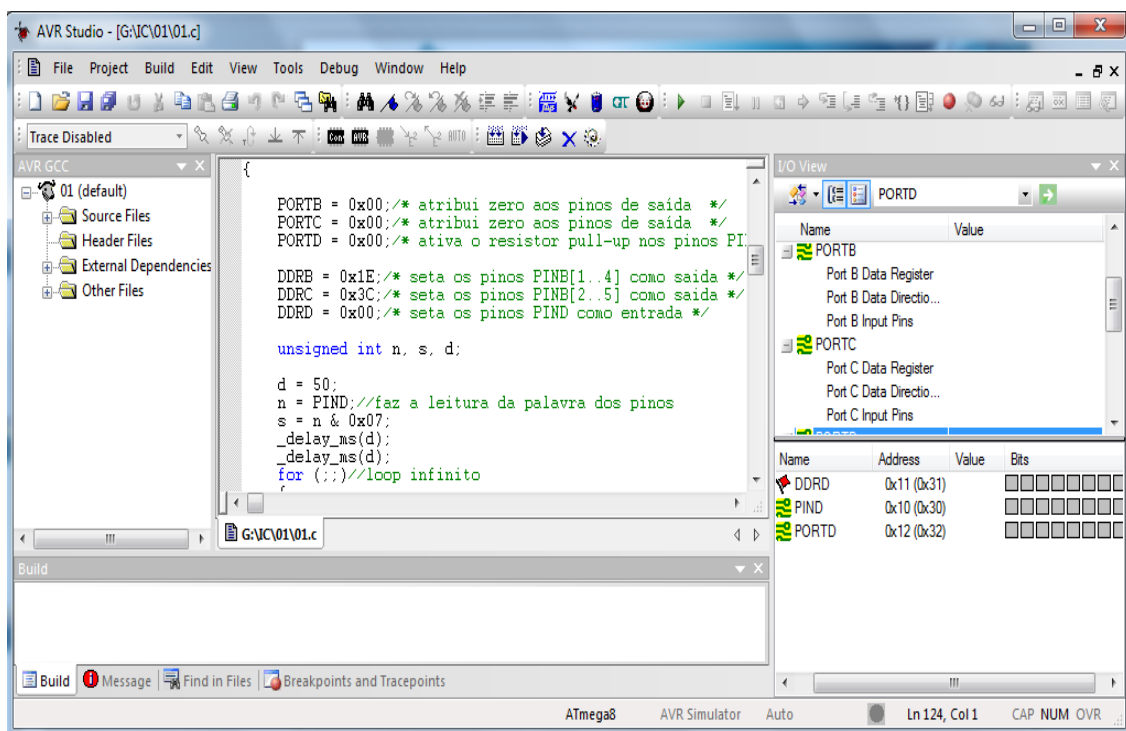 AVR Studio - [G:\IC\01\01.c]
File Project Build Edit View Tools Debug Window Help
Trace Disabled
AVR GCC
01 (default)
Source Files
Header Files
External Dependencies
Other Files
{
PORTB = 0x00;/* atribui zero aos pinos de saída */
PORTC = 0x00;/* atribui zero aos pinos de saída */
PORTD = 0x00;/* ativa o resistor pull-up nos pinos PI
DDRB = 0x1E;/* seta os pinos PINB[1..4] como saida */
DDRC = 0x3C;/* seta os pinos PINB[2..5] como saida */
DDRD = 0x00;/* seta os pinos PIND como entrada */
unsigned int n, s, d;
d = 50;
n = PIND;//faz a leitura da palavra dos pinos
s = n & 0x07;
_delay_ms(d);
_delay_ms(d);
for (;;)//loop infinito
G:\IC\01\01.c
I/O View
PORTD
Name Value
PORTB
Port B Data Register
Port B Data Directio...
Port B Input Pins
PORTC
Port C Data Register
Port C Data Directio...
Port C Input Pins
Name Address Value Bits
DDRD 0x11 (0x31)
PIND 0x10 (0x30)
PORTD 0x12 (0x32)
Build
Build Message Find in Files Breakpoints and Tracepoints
ATmega8 AVR Simulator Auto Ln 124, Col 1 CAP NUM OVR